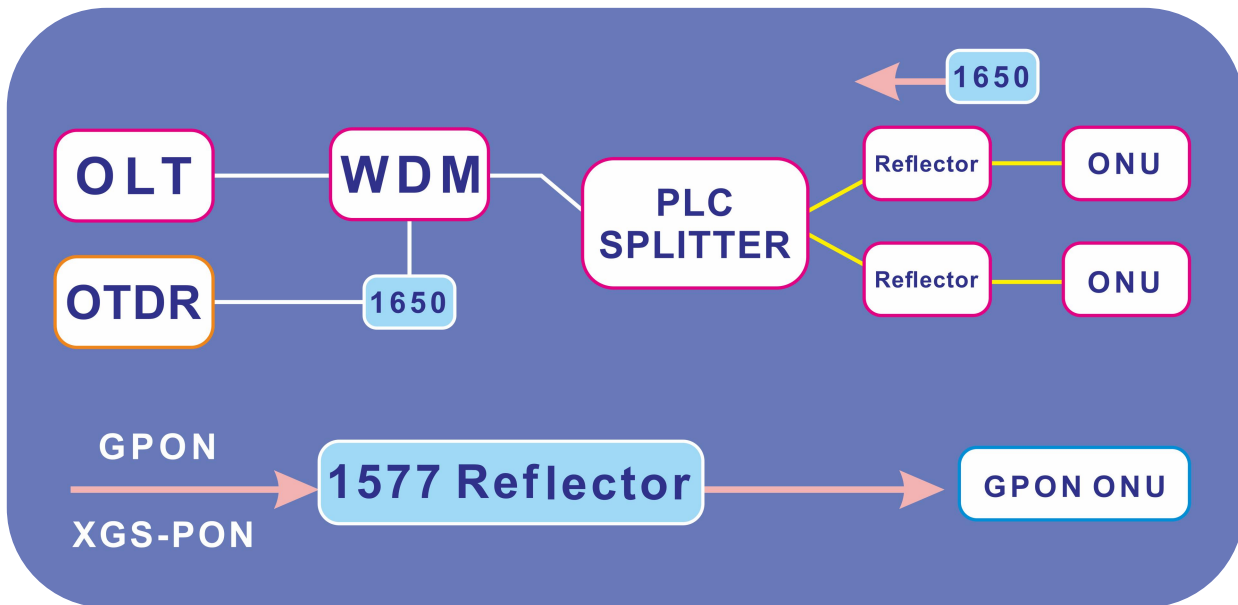 1650
OLT
WDM
PLC
SPLITTER
Reflector
ONU
OTDR
1650
Reflector
ONU
GPON
XGS-PON
1577 Reflector
GPON ONU